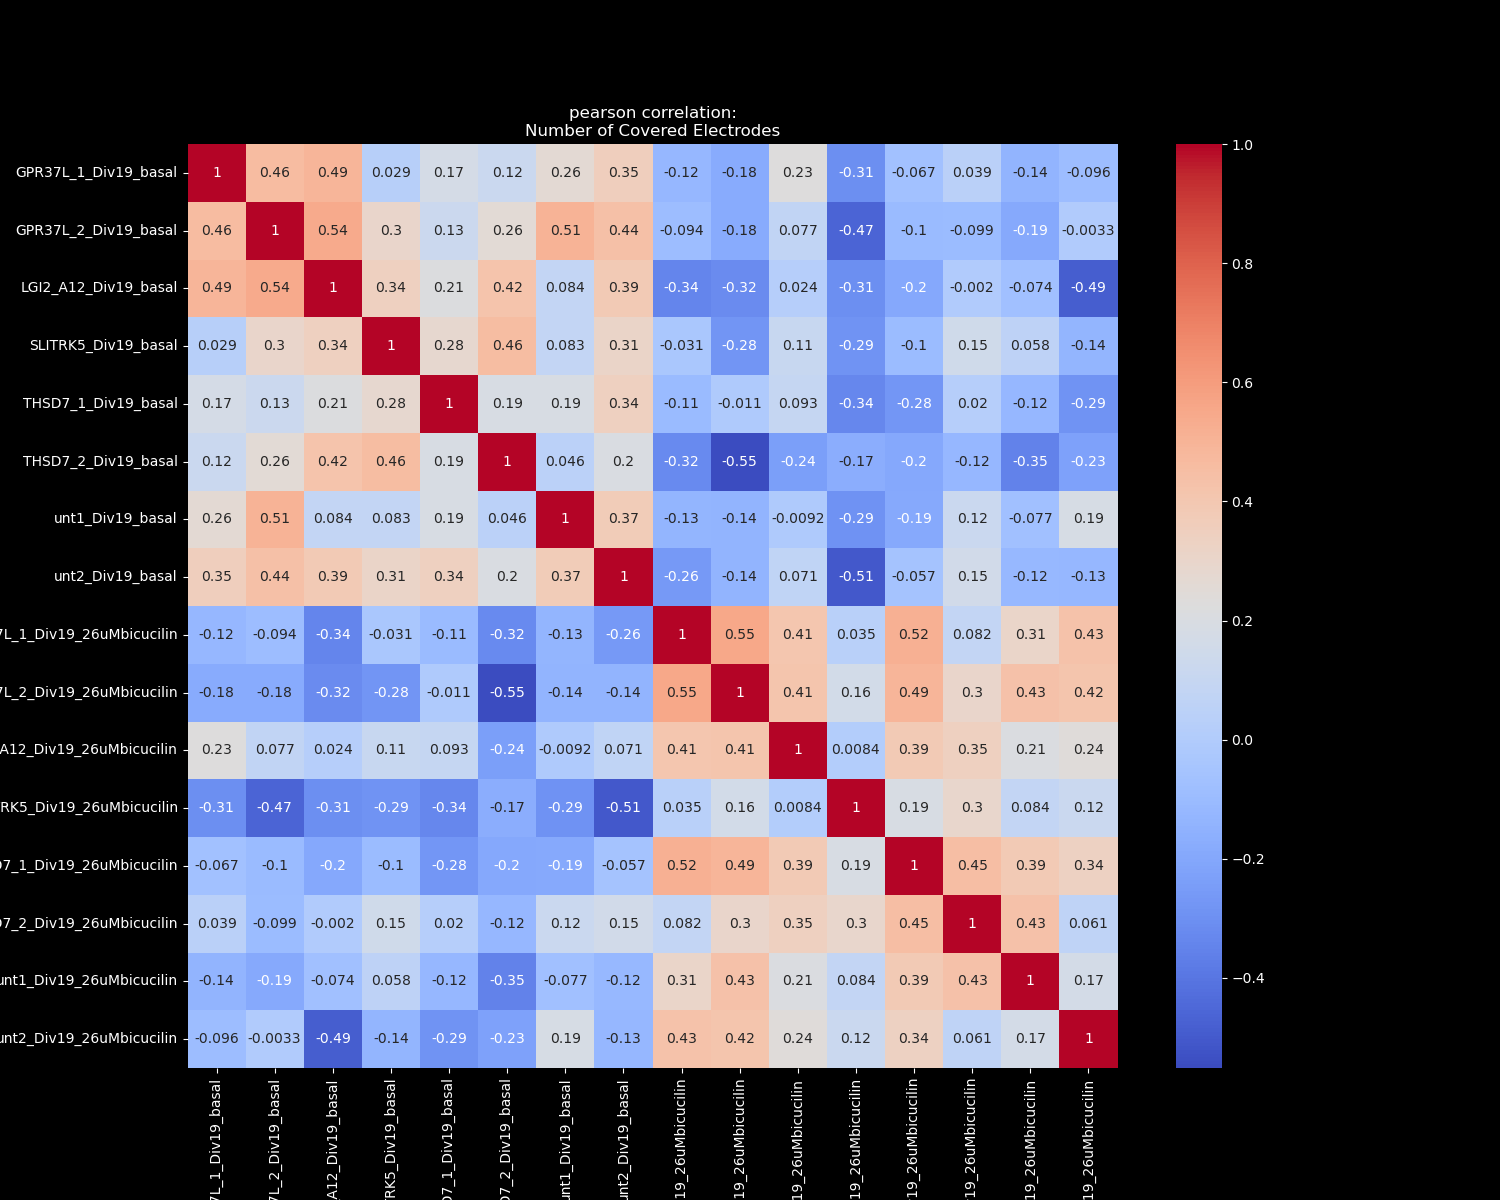 pearson correlation:
Number of Covered Electrodes
GPR37L_1_Div19_basal 1 0.46 0.49 0.029 0.17 0.12 0.26 0.35 -0.12 -0.18 0.23 -0.31 -0.067 0.039 -0.14 -0.096
GPR37L_2_Div19_basal 0.46 1 0.54 0.3 0.13 0.26 0.51 0.44 -0.094 -0.18 0.077 -0.47 -0.1 -0.099 -0.19 -0.0033
LGI2_A12_Div19_basal 0.49 0.54 1 0.34 0.21 0.42 0.084 0.39 -0.34 -0.32 0.024 -0.31 -0.2 -0.002 -0.074 -0.49
SLITRK5_Div19_basal 0.029 0.3 0.34 1 0.28 0.46 0.083 0.31 -0.031 -0.28 0.11 -0.29 -0.1 0.15 0.058 -0.14
THSD7_1_Div19_basal 0.17 0.13 0.21 0.28 1 0.19 0.19 0.34 -0.11 -0.011 0.093 -0.34 -0.28 0.02 -0.12 -0.29
THSD7_2_Div19_basal 0.12 0.26 0.42 0.46 0.19 1 0.046 0.2 -0.32 -0.55 -0.24 -0.17 -0.2 -0.12 -0.35 -0.23
unt1_Div19_basal 0.26 0.51 0.084 0.083 0.19 0.046 1 0.37 -0.13 -0.14 -0.0092 -0.29 -0.19 0.12 -0.077 0.19
unt2_Div19_basal 0.35 0.44 0.39 0.31 0.34 0.2 0.37 1 -0.26 -0.14 0.071 -0.51 -0.057 0.15 -0.12 -0.13
7L_1_Div19_26uMbicucilin -0.12 -0.094 -0.34 -0.031 -0.11 -0.32 -0.13 -0.26 1 0.55 0.41 0.035 0.52 0.082 0.31 0.43
7L_2_Div19_26uMbicucilin -0.18 -0.18 -0.32 -0.28 -0.011 -0.55 -0.14 -0.14 0.55 1 0.41 0.16 0.49 0.3 0.43 0.42
A12_Div19_26uMbicucilin 0.23 0.077 0.024 0.11 0.093 -0.24 -0.0092 0.071 0.41 0.41 1 0.0084 0.39 0.35 0.21 0.24
RK5_Div19_26uMbicucilin -0.31 -0.47 -0.31 -0.29 -0.34 -0.17 -0.29 -0.51 0.035 0.16 0.0084 1 0.19 0.3 0.084 0.12
D7_1_Div19_26uMbicucilin -0.067 -0.1 -0.2 -0.1 -0.28 -0.2 -0.19 -0.057 0.52 0.49 0.39 0.19 1 0.45 0.39 0.34
D7_2_Div19_26uMbicucilin 0.039 -0.099 -0.002 0.15 0.02 -0.12 0.12 0.15 0.082 0.3 0.35 0.3 0.45 1 0.43 0.061
unt1_Div19_26uMbicucilin -0.14 -0.19 -0.074 0.058 -0.12 -0.35 -0.077 -0.12 0.31 0.43 0.21 0.084 0.39 0.43 1 0.17
unt2_Div19_26uMbicucilin -0.096 -0.0033 -0.49 -0.14 -0.29 -0.23 0.19 -0.13 0.43 0.42 0.24 0.12 0.34 0.061 0.17 1
7L_1_Div19_basal
7L_2_Div19_basal
A12_Div19_basal
RK5_Div19_basal
D7_1_Div19_basal
D7_2_Div19_basal
unt1_Div19_basal
unt2_Div19_basal
19_26uMbicucilin
19_26uMbicucilin
19_26uMbicucilin
19_26uMbicucilin
19_26uMbicucilin
19_26uMbicucilin
19_26uMbicucilin
19_26uMbicucilin
1.0
0.8
0.6
0.4
0.2
0.0
−0.2
−0.4